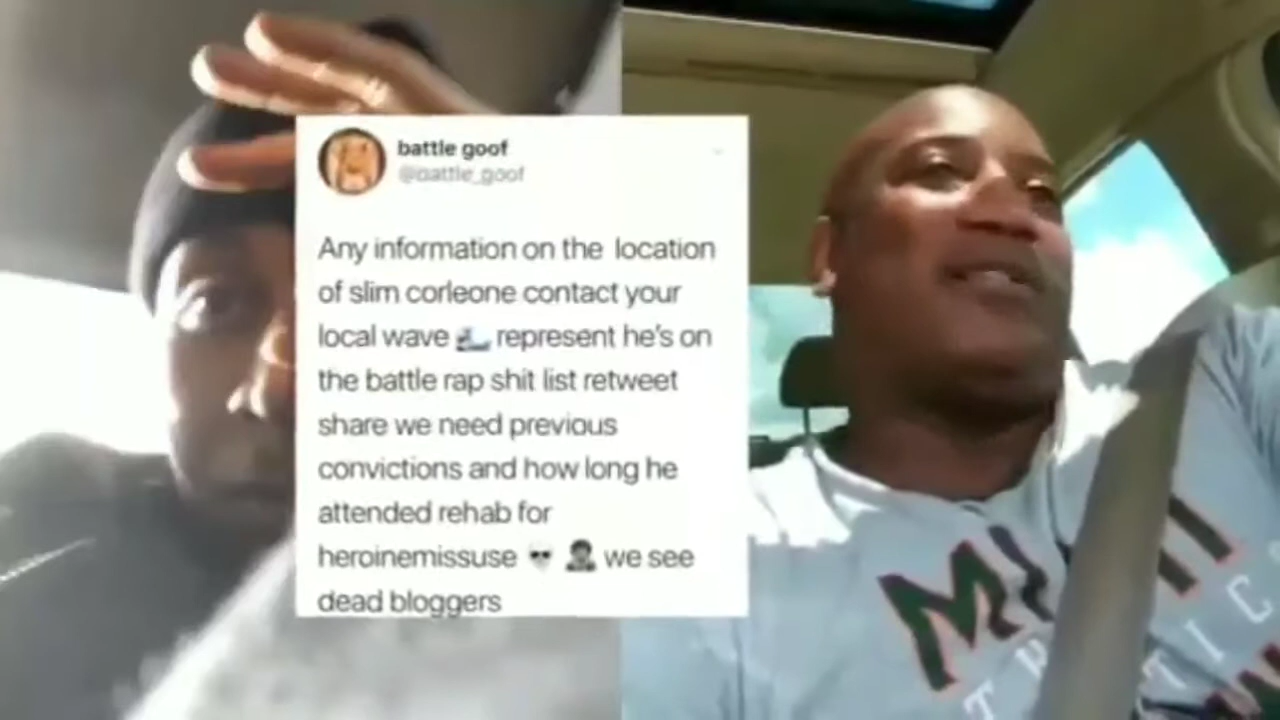 battle goof
@battle_goof
Any information on the location
of slim corleone contact your
local wave 🌊 represent he's on
the battle rap shit list retweet
share we need previous
convictions and how long he
attended rehab for
heroinemissuse 💀 we see
dead bloggers